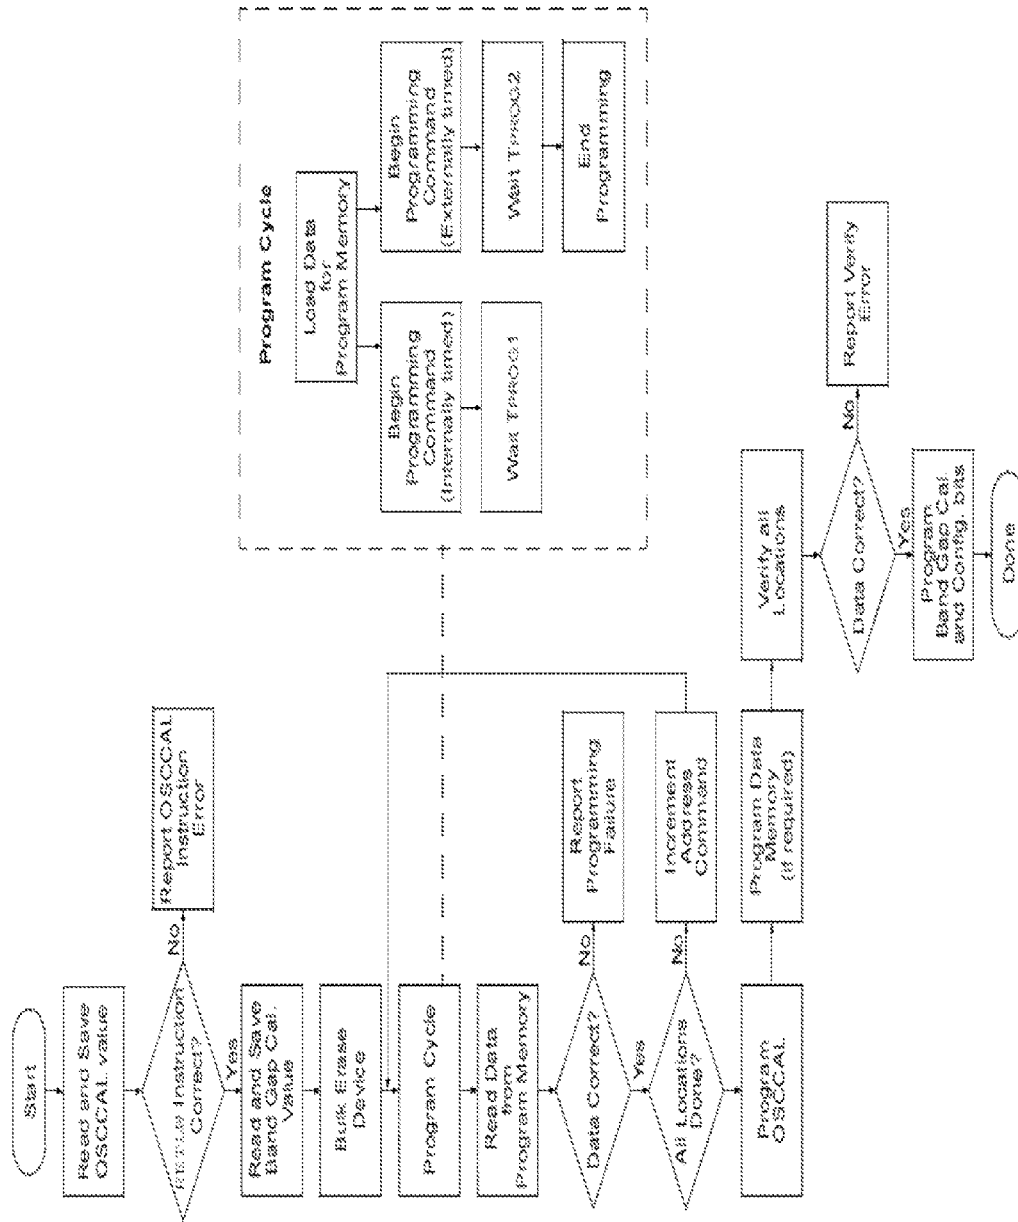 Start
Read and Save
OSCCAL value
RETLW Instruction
Correct?
No
Report OSCCAL
Instruction
Error
Yes
Read and Save
Band Gap Cal.
Value
Bulk Erase
Device
Program Cycle
Read Data
from
Program Memory
Data Correct?
No
Report
Programming
Failure
Yes
All Locations
Done?
No
Increment
Address
Command
Program
OSCCAL
Program Data
Memory
(if required)
Verify all
Locations
Data Correct?
No
Report Verify
Error
Yes
Program
Band Gap Cal
and Config. bits
Done
Program Cycle
Load Data
for
Program Memory
Begin
Programming
Command
(Internally timed)
Wait TPROG1
Begin
Programming
Command
(Externally timed)
Wait TPROG2
End
Programming